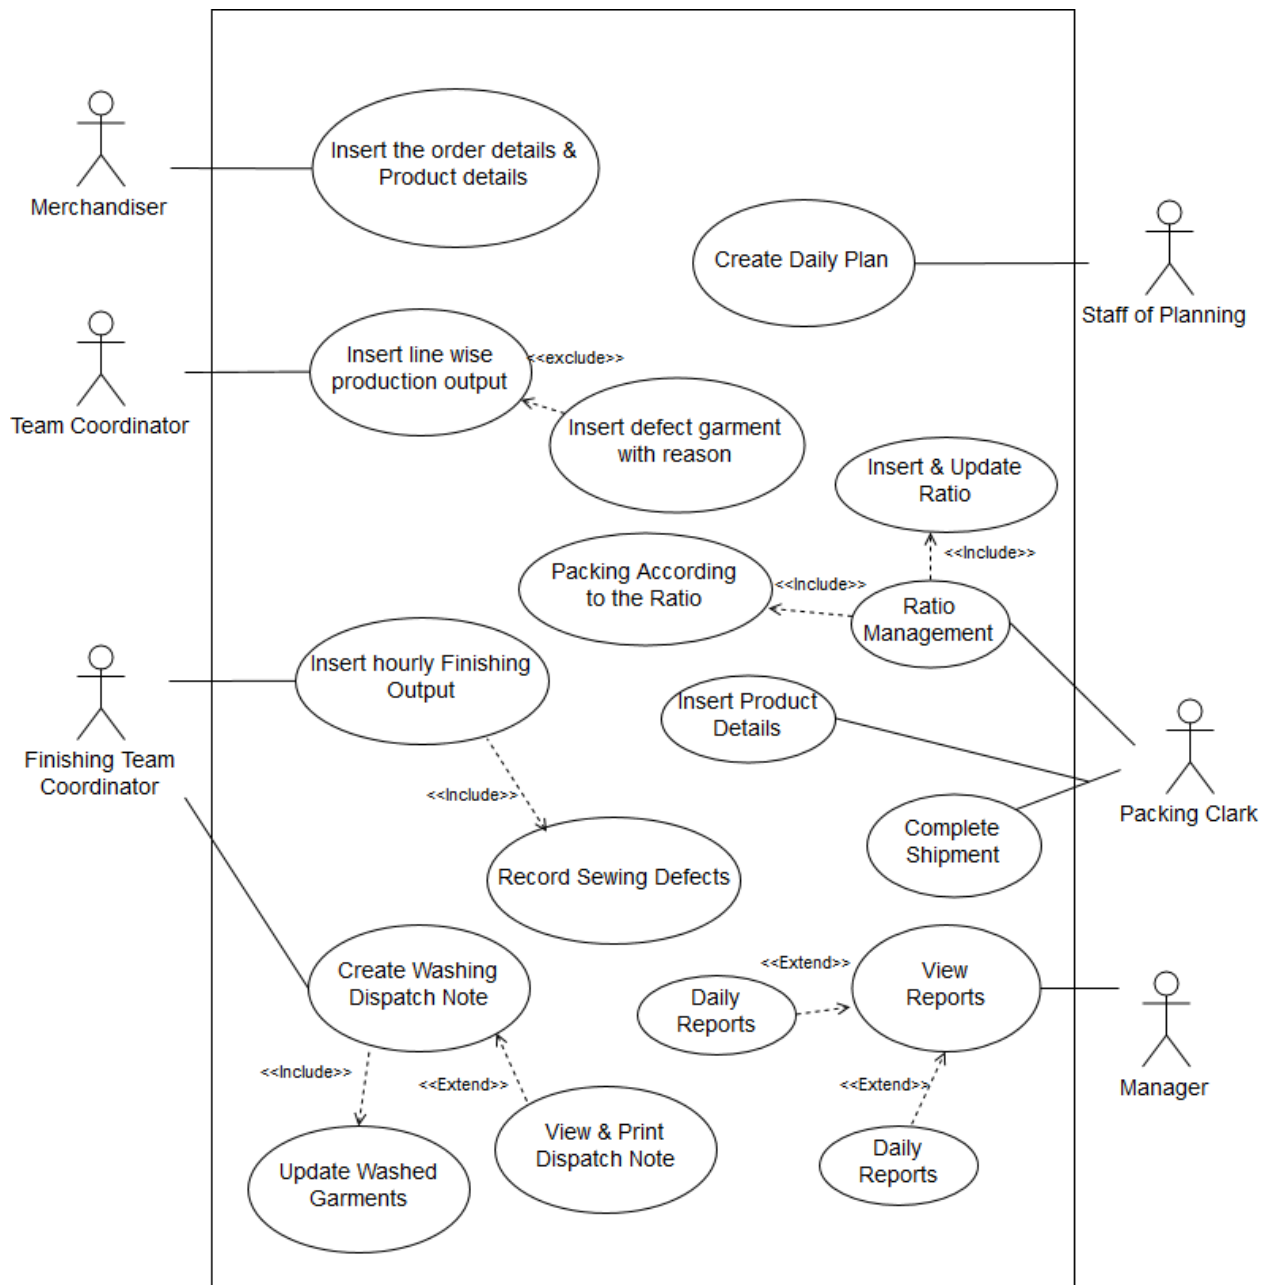 Insert the order details &
Product details
Merchandiser
Create Daily Plan
Staff of Planning
Insert line wise
production output
<<exclude>>
Team Coordinator
Insert defect garment
with reason
Insert & Update
Ratio
<<Include>>
Packing According
to the Ratio
<<Include>>
Ratio
Management
Insert hourly Finishing
Output
Insert Product
Details
Finishing Team
Coordinator
<<Include>>
Packing Clark
Complete
Shipment
Record Sewing Defects
Create Washing
Dispatch Note
<<Extend>>
View
Reports
Daily
Reports
Manager
<<Include>>
<<Extend>>
<<Extend>>
View & Print
Dispatch Note
Daily
Reports
Update Washed
Garments